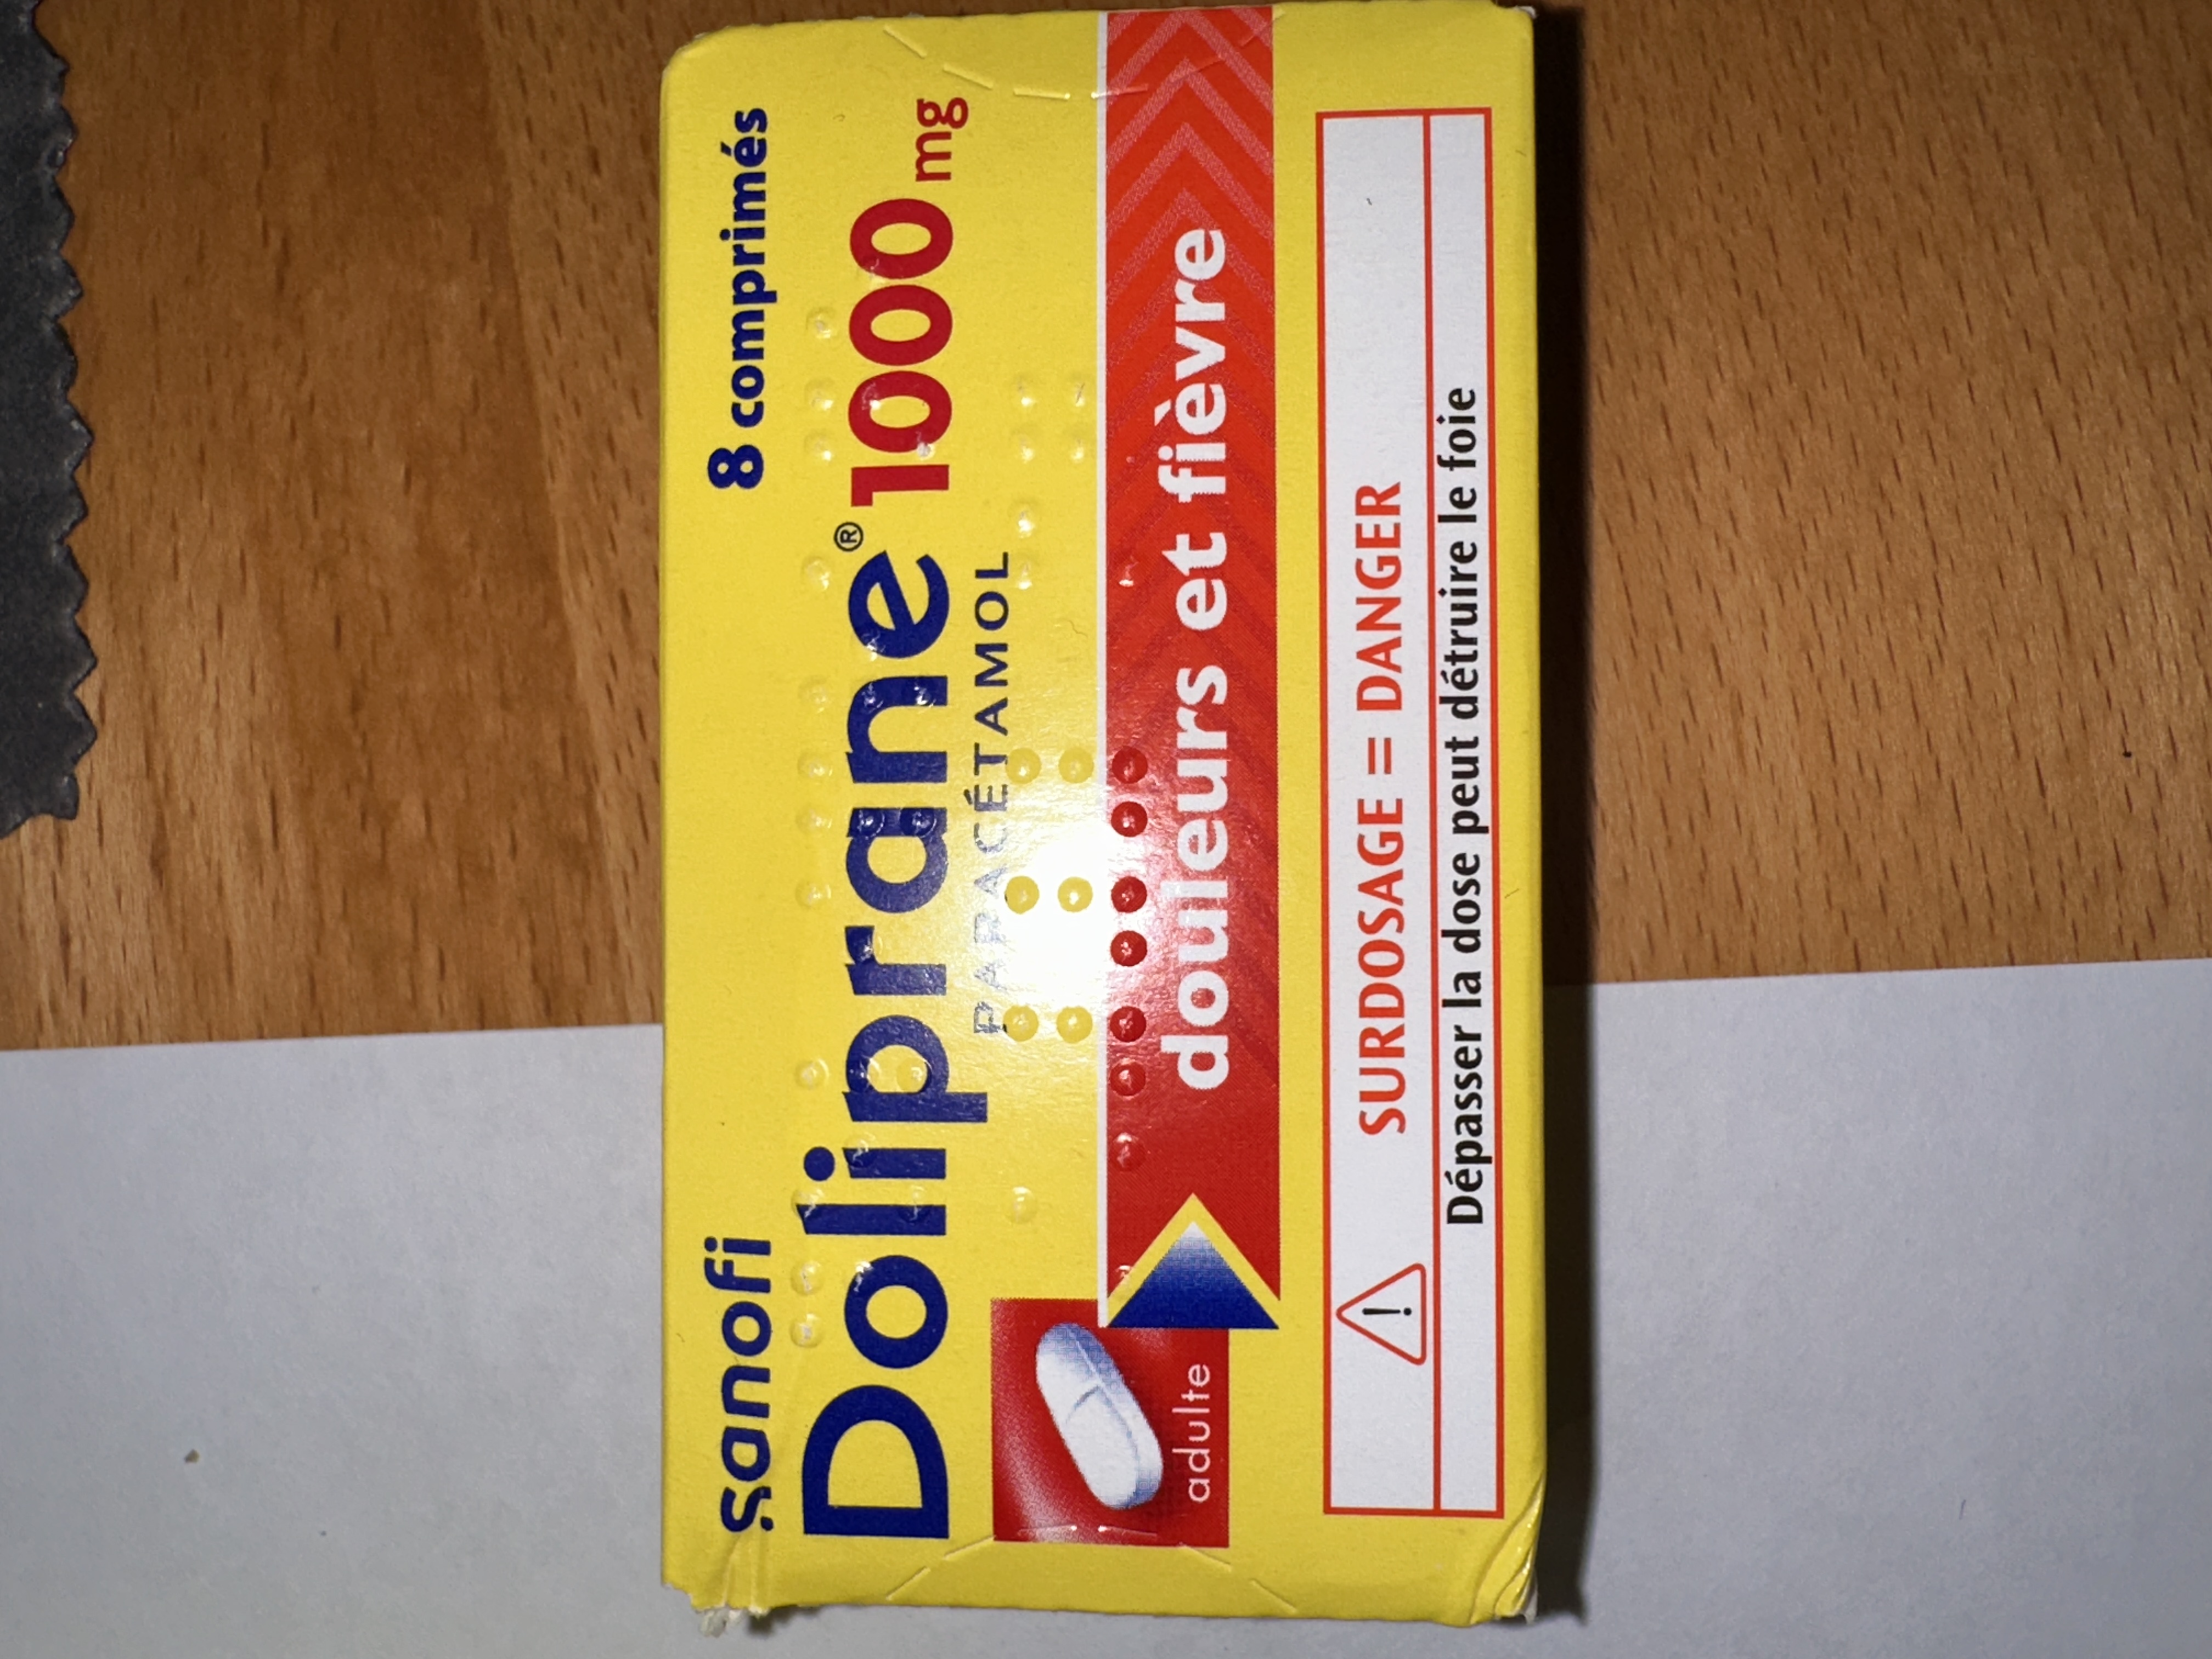 sanofi
8 comprimés
Doliprane® 1000 mg
PARACÉTAMOL
douleurs et fièvre
adulte
SURDOSAGE = DANGER
Dépasser la dose peut détruire le foie